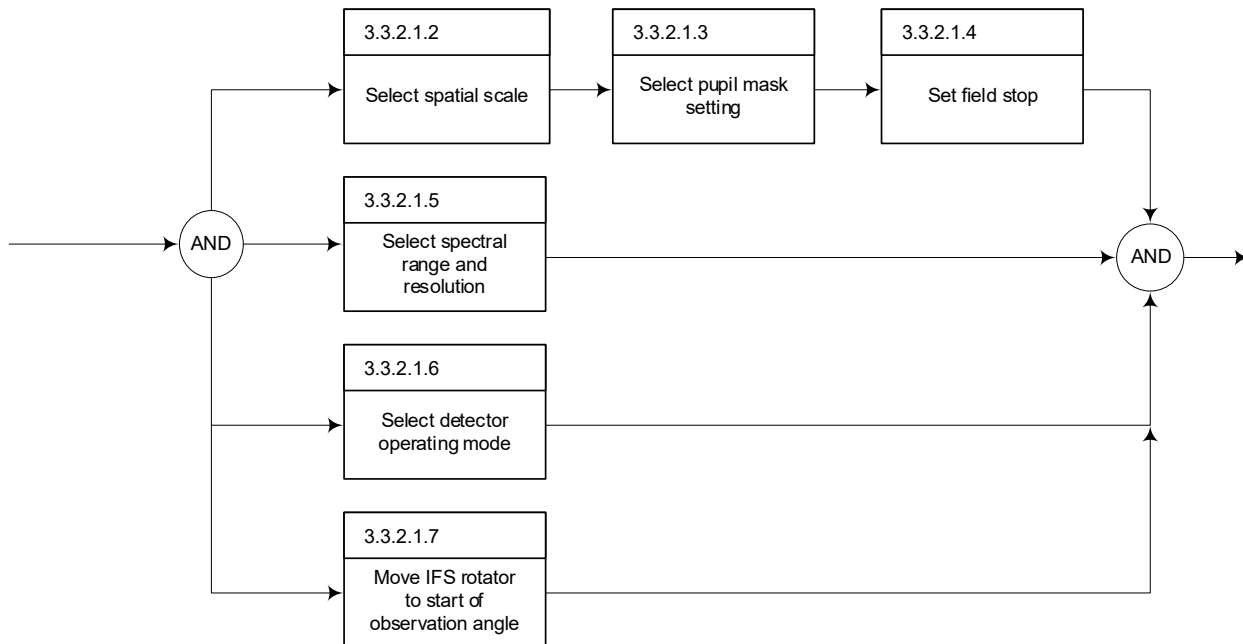 3.3.2.1.2
Select spatial scale
3.3.2.1.3
Select pupil mask
setting
3.3.2.1.4
Set field stop
AND
3.3.2.1.5
Select spectral
range and
resolution
AND
3.3.2.1.6
Select detector
operating mode
3.3.2.1.7
Move IFS rotator
to start of
observation angle